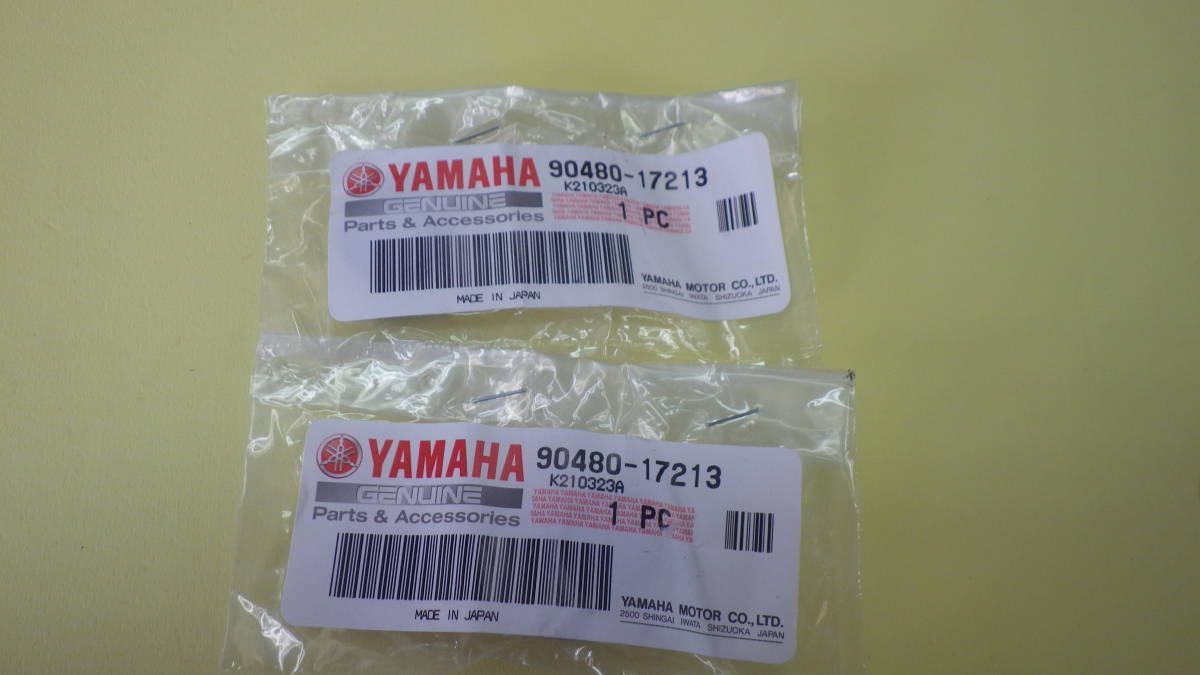 YAMAHA 90480-17213
K210323A
GENUINE
1 PC
Parts & Accessories
YAMAHA MOTOR CO.,LTD.
2500 SHINGAI IWATA SHIZUOKA JAPAN
MADE IN JAPAN
YAMAHA 90480-17213
K210323A
GENUINE
1 PC
Parts & Accessories
YAMAHA MOTOR CO.,LTD.
2500 SHINGAI IWATA SHIZUOKA JAPAN
MADE IN JAPAN